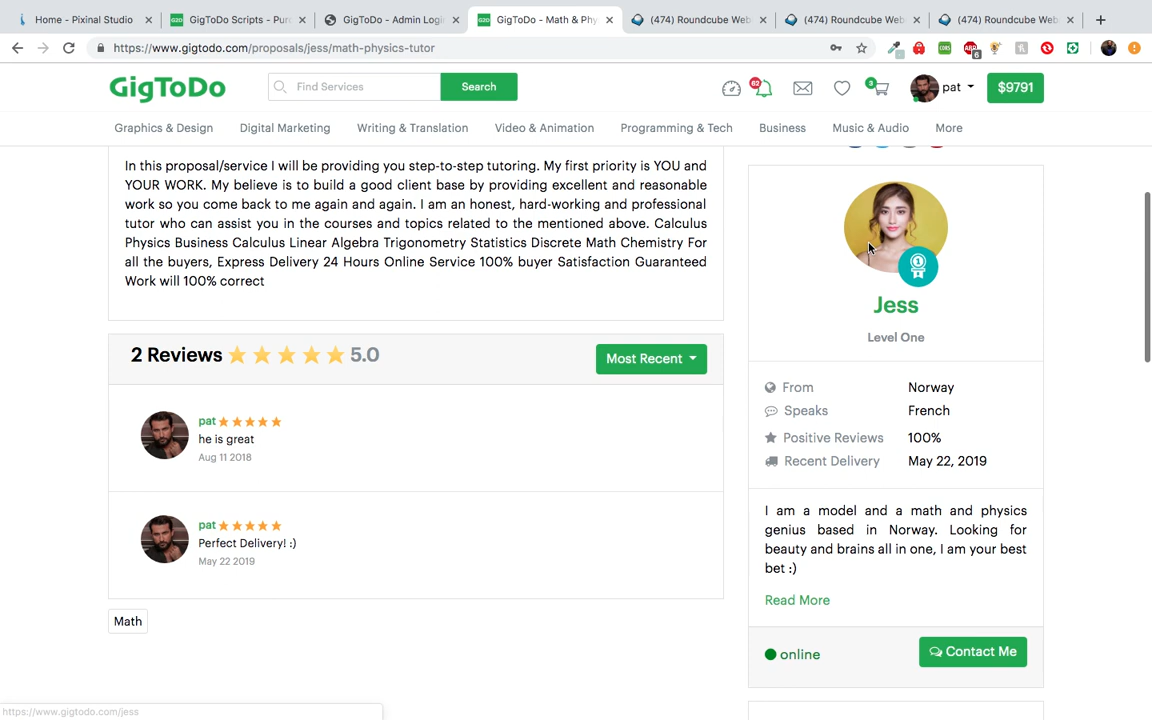 Home - Pixinal Studio
GigToDo Scripts - Pure
GigToDo - Admin Login
GigToDo - Math & Phy
(474) Roundcube Web
(474) Roundcube Web
(474) Roundcube Web
https://www.gigtodo.com/proposals/jess/math-physics-tutor
GigToDo
Find Services
Search
62
3
pat
$9791
Graphics & Design
Digital Marketing
Writing & Translation
Video & Animation
Programming & Tech
Business
Music & Audio
More
In this proposal/service I will be providing you step-to-step tutoring. My first priority is YOU and
YOUR WORK. My believe is to build a good client base by providing excellent and reasonable
work so you come back to me again and again. I am an honest, hard-working and professional
tutor who can assist you in the courses and topics related to the mentioned above. Calculus
Physics Business Calculus Linear Algebra Trigonometry Statistics Discrete Math Chemistry For
all the buyers, Express Delivery 24 Hours Online Service 100% buyer Satisfaction Guaranteed
Work will 100% correct
2 Reviews 5.0
Most Recent
pat
he is great
Aug 11 2018
pat
Perfect Delivery! :)
May 22 2019
Math
1
Jess
Level One
From Norway
Speaks French
Positive Reviews 100%
Recent Delivery May 22, 2019
I am a model and a math and physics
genius based in Norway. Looking for
beauty and brains all in one, I am your best
bet :)
Read More
online
Contact Me
https://www.gigtodo.com/jess